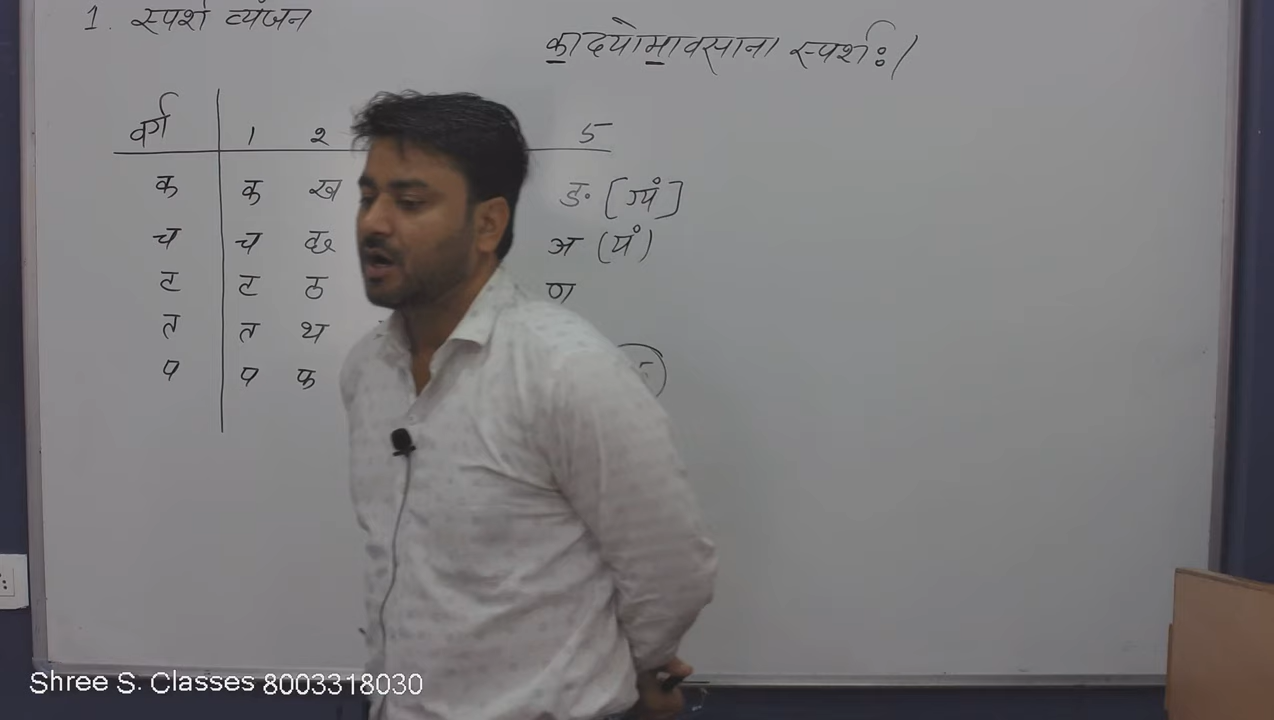 1. स्पर्श व्यंजन
कादयोमावसाना स्पर्शः।
वर्ग 1 2 5
क क ख ङ [ग्यं]
च च छ ञ (यं)
ट ट ठ ण
त त थ
प प फ
Shree S. Classes 8003318030